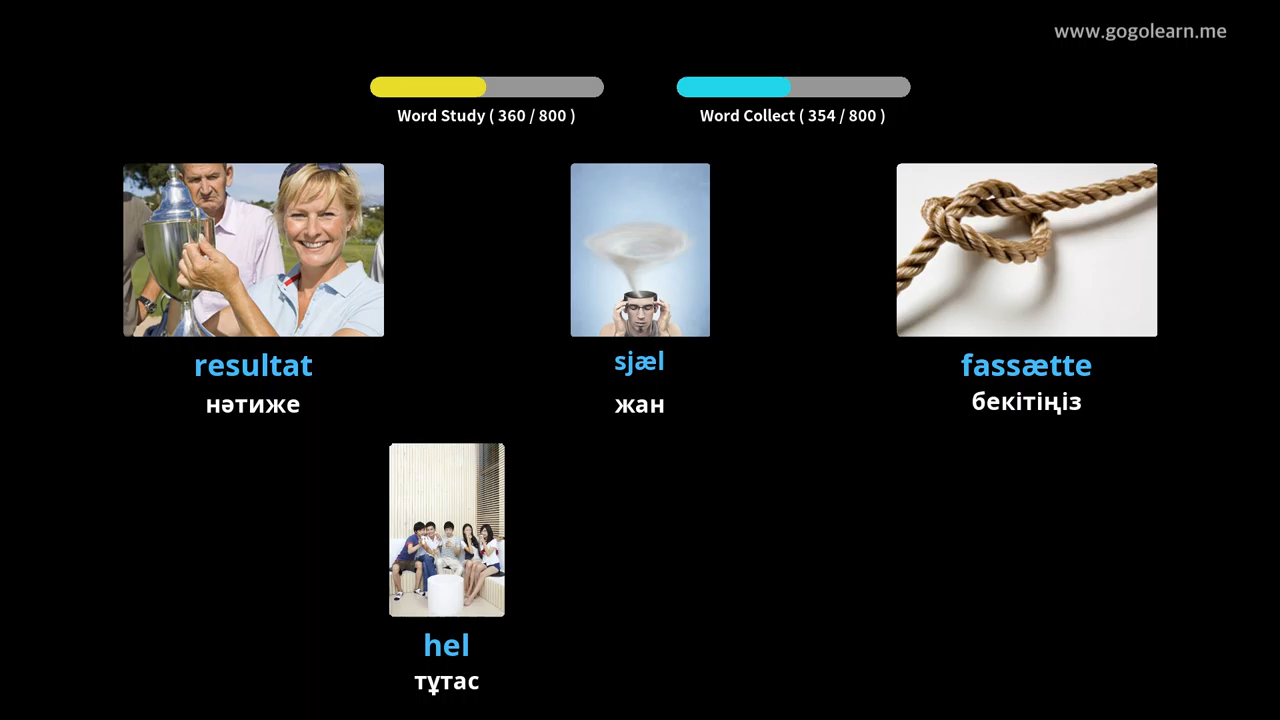 www.gogolearn.me
Word Study ( 360 / 800 )
Word Collect ( 354 / 800 )
resultat
нәтиже
sjæl
жан
fassætte
бекітіңіз
hel
тұтас